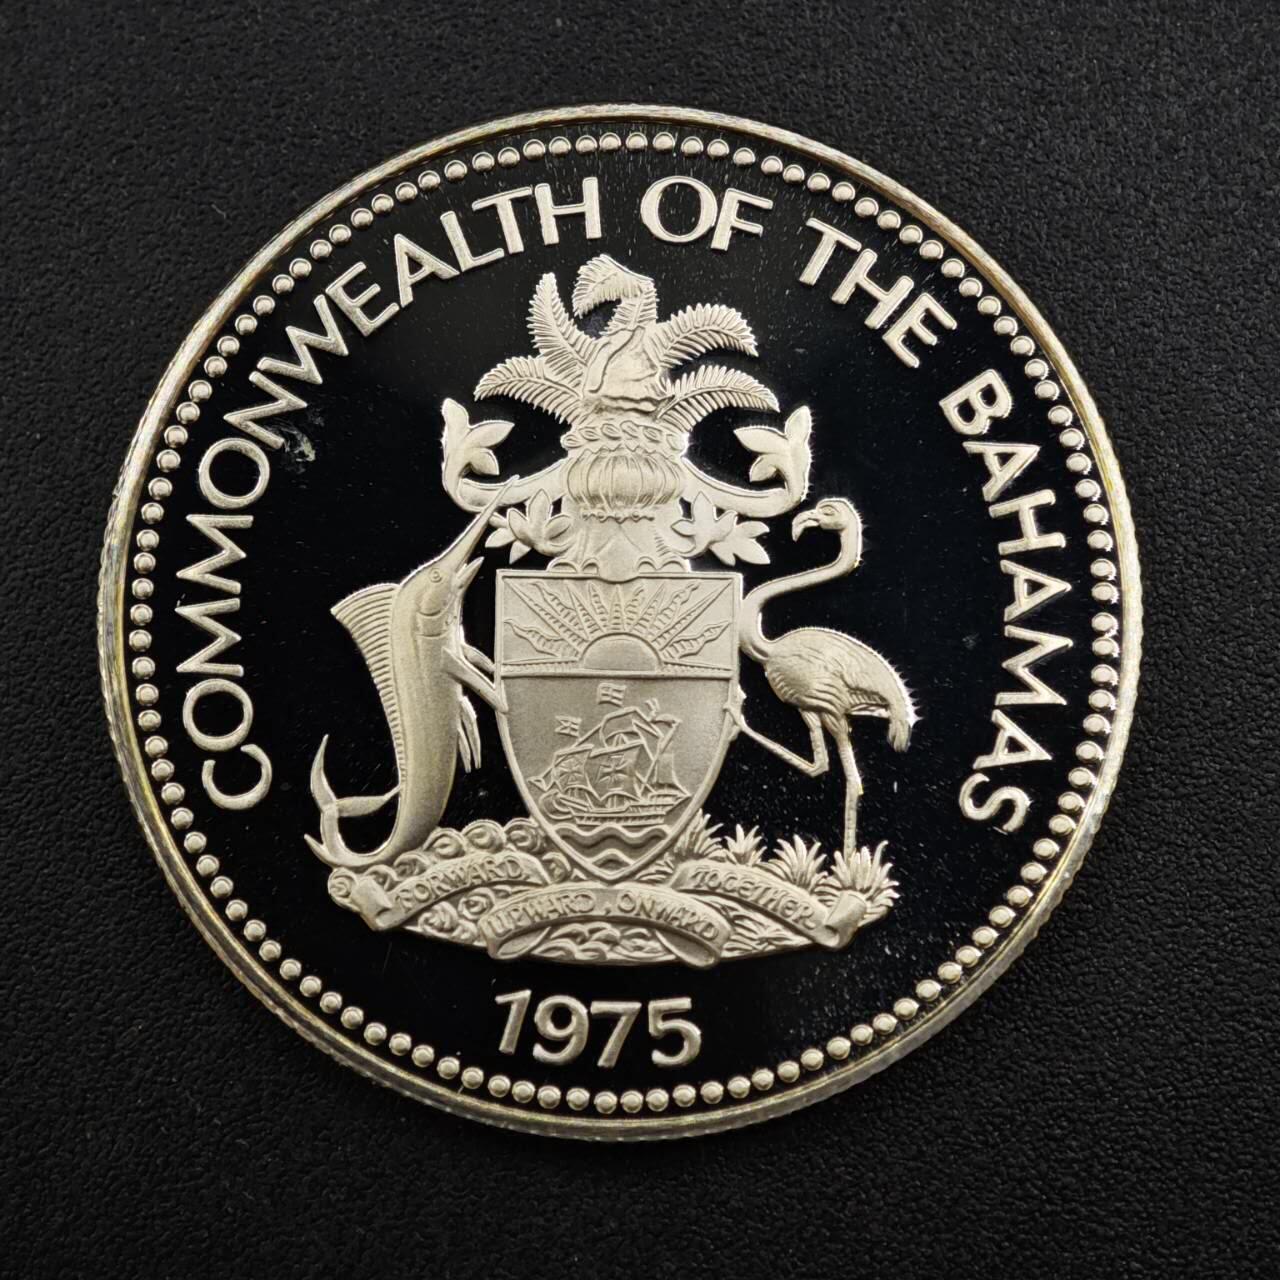 COMMONWEALTH OF THE BAHAMAS
FORWARD, UPWARD, ONWARD TOGETHER
1975